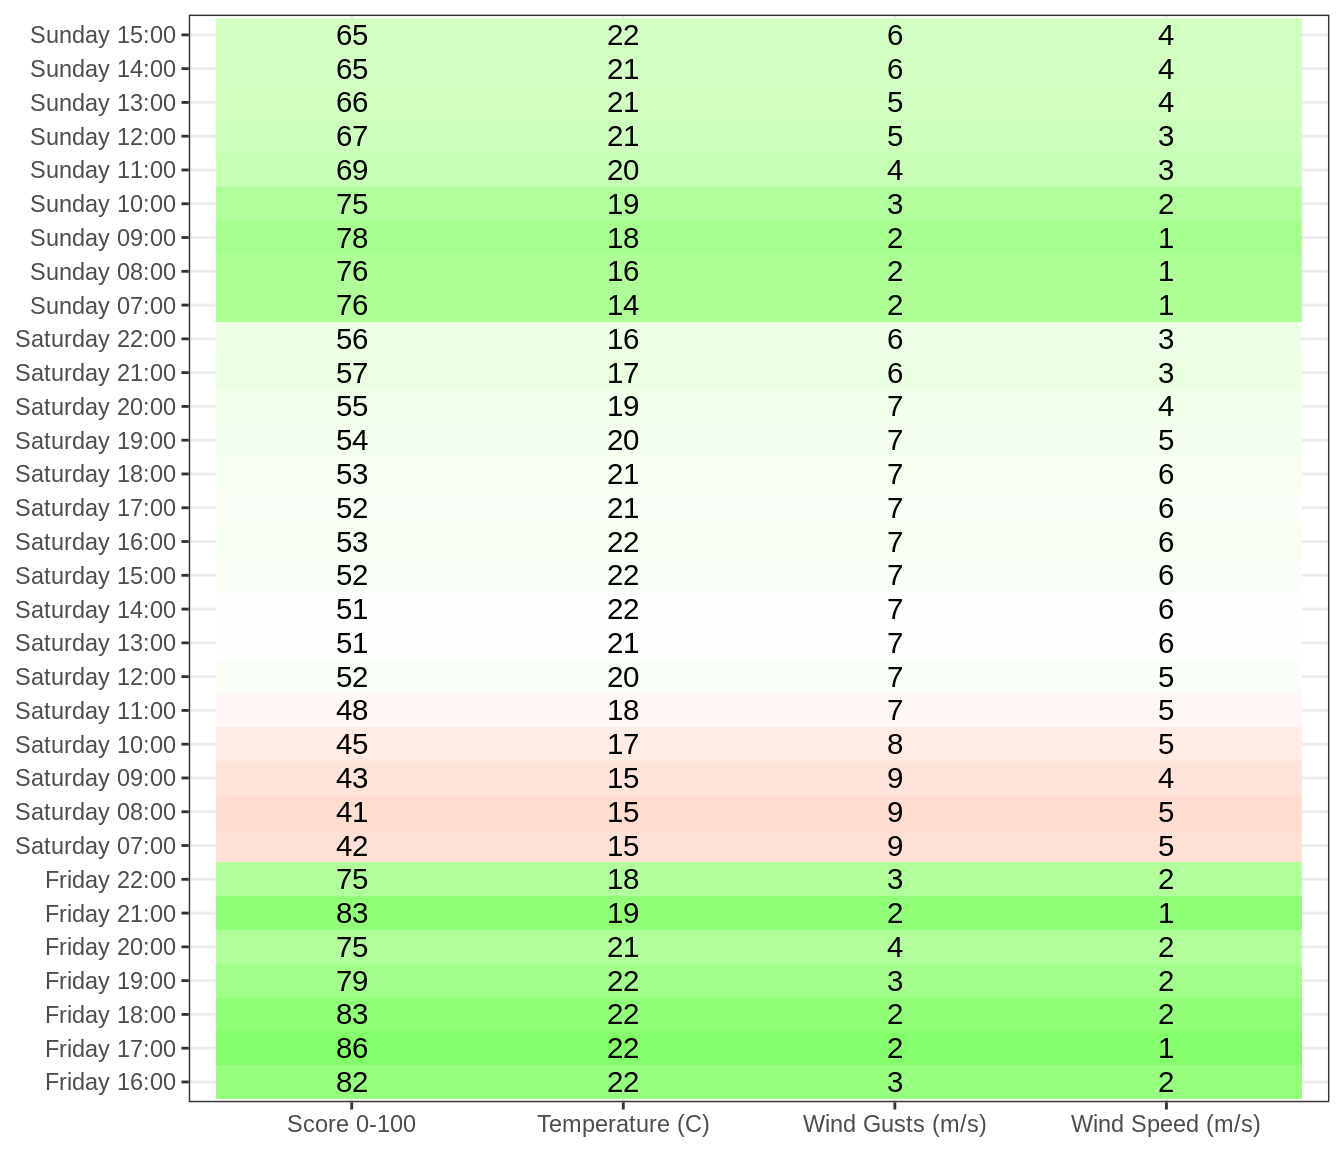 Sunday 15:00 65 22 6 4
Sunday 14:00 65 21 6 4
Sunday 13:00 66 21 5 4
Sunday 12:00 67 21 5 3
Sunday 11:00 69 20 4 3
Sunday 10:00 75 19 3 2
Sunday 09:00 78 18 2 1
Sunday 08:00 76 16 2 1
Sunday 07:00 76 14 2 1
Saturday 22:00 56 16 6 3
Saturday 21:00 57 17 6 3
Saturday 20:00 55 19 7 4
Saturday 19:00 54 20 7 5
Saturday 18:00 53 21 7 6
Saturday 17:00 52 21 7 6
Saturday 16:00 53 22 7 6
Saturday 15:00 52 22 7 6
Saturday 14:00 51 22 7 6
Saturday 13:00 51 21 7 6
Saturday 12:00 52 20 7 5
Saturday 11:00 48 18 7 5
Saturday 10:00 45 17 8 5
Saturday 09:00 43 15 9 4
Saturday 08:00 41 15 9 5
Saturday 07:00 42 15 9 5
Friday 22:00 75 18 3 2
Friday 21:00 83 19 2 1
Friday 20:00 75 21 4 2
Friday 19:00 79 22 3 2
Friday 18:00 83 22 2 2
Friday 17:00 86 22 2 1
Friday 16:00 82 22 3 2
Score 0-100 Temperature (C) Wind Gusts (m/s) Wind Speed (m/s)